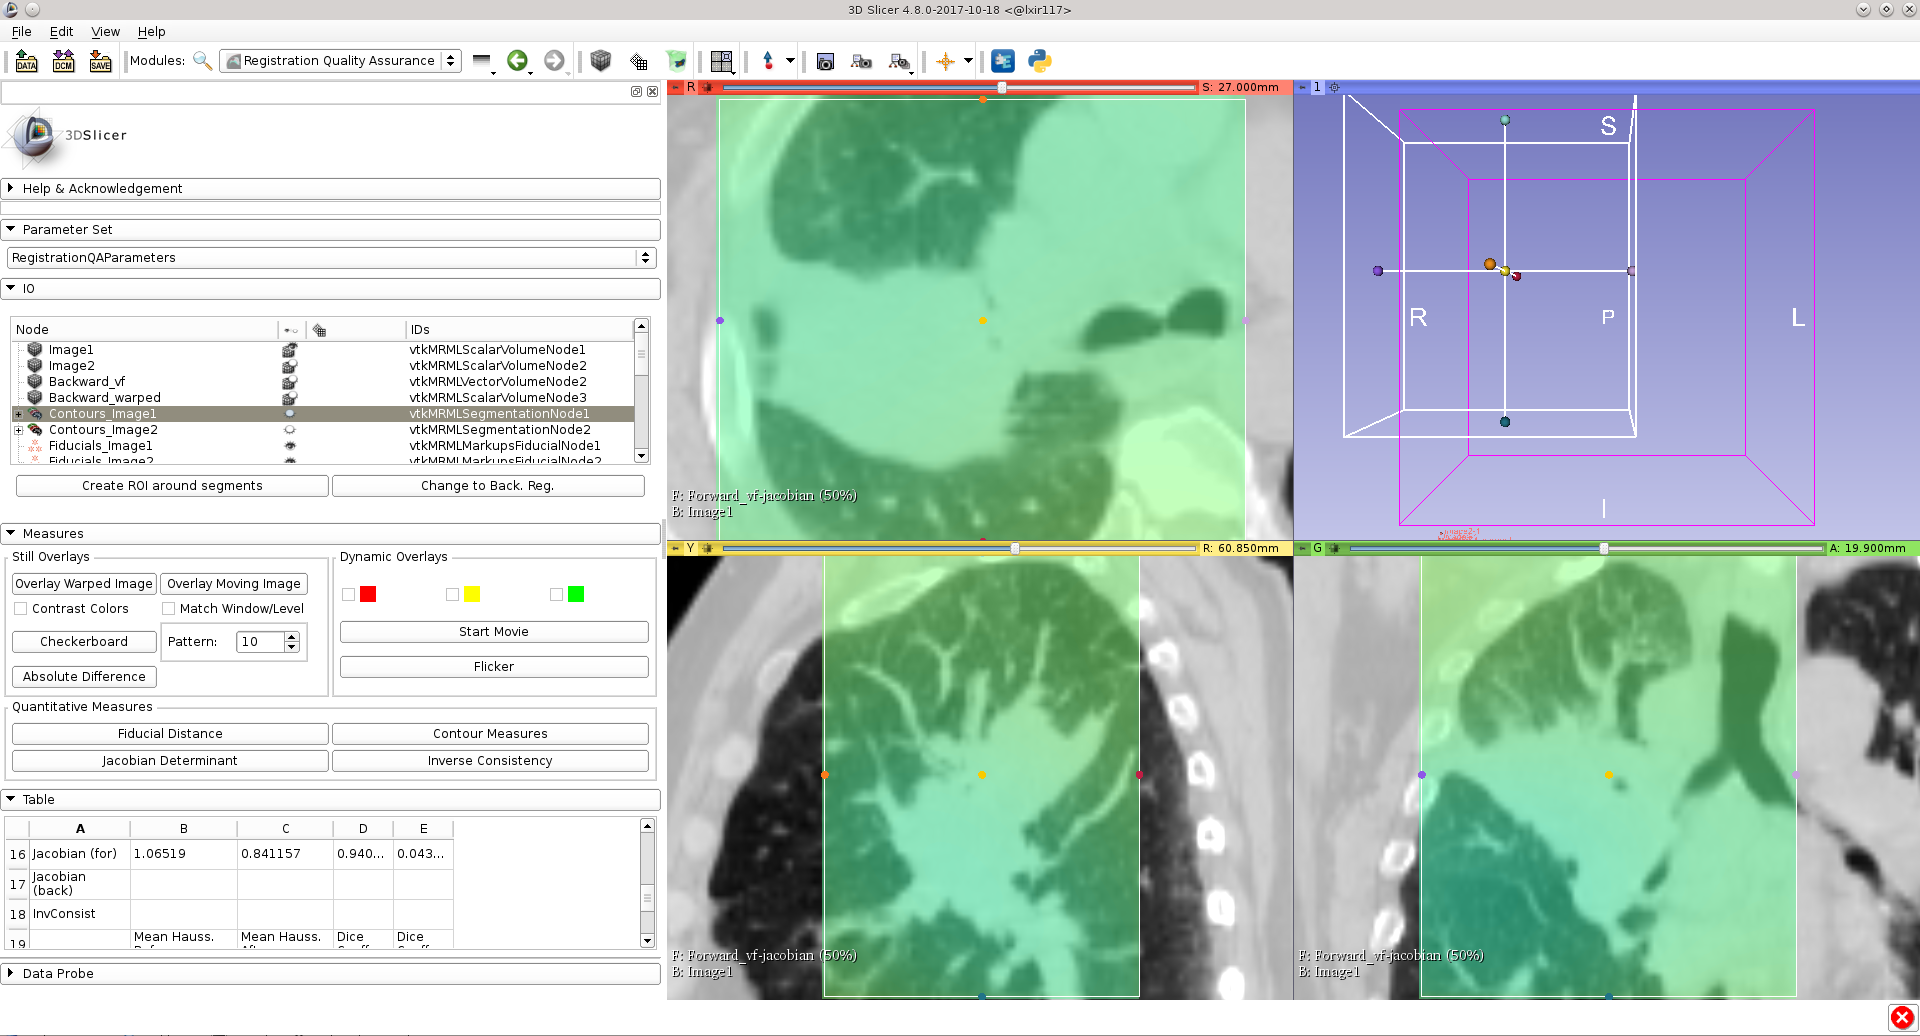 3D Slicer 4.8.0-2017-10-18 <@lxir117>
File Edit View Help
DATA DCM SAVE Modules: Registration Quality Assurance
3DSlicer
Help & Acknowledgement
Parameter Set
RegistrationQAParameters
IO
Node IDs
Image1 vtkMRMLScalarVolumeNode1
Image2 vtkMRMLScalarVolumeNode2
Backward_vf vtkMRMLVectorVolumeNode2
Backward_warped vtkMRMLScalarVolumeNode3
Contours_Image1 vtkMRMLSegmentationNode1
Contours_Image2 vtkMRMLSegmentationNode2
Fiducials_Image1 vtkMRMLMarkupsFiducialNode1
Fiducials_Image2 vtkMRMLMarkupsFiducialNode2
Create ROI around segments Change to Back. Reg.
Measures
Still Overlays Dynamic Overlays
Overlay Warped Image Overlay Moving Image
Contrast Colors Match Window/Level
Checkerboard Pattern: 10
Start Movie
Flicker
Absolute Difference
Quantitative Measures
Fiducial Distance Contour Measures
Jacobian Determinant Inverse Consistency
Table
A B C D E
16 Jacobian (for) 1.06519 0.841157 0.940... 0.043...
17 Jacobian (back)
18 InvConsist
19 Mean Hauss. Mean Hauss. Dice Dice
Data Probe
R S: 27.000mm
F: Forward_vf-jacobian (50%)
B: Image1
1
S
R P L
I
Y R: 60.850mm
F: Forward_vf-jacobian (50%)
B: Image1
G A: 19.900mm
F: Forward_vf-jacobian (50%)
B: Image1